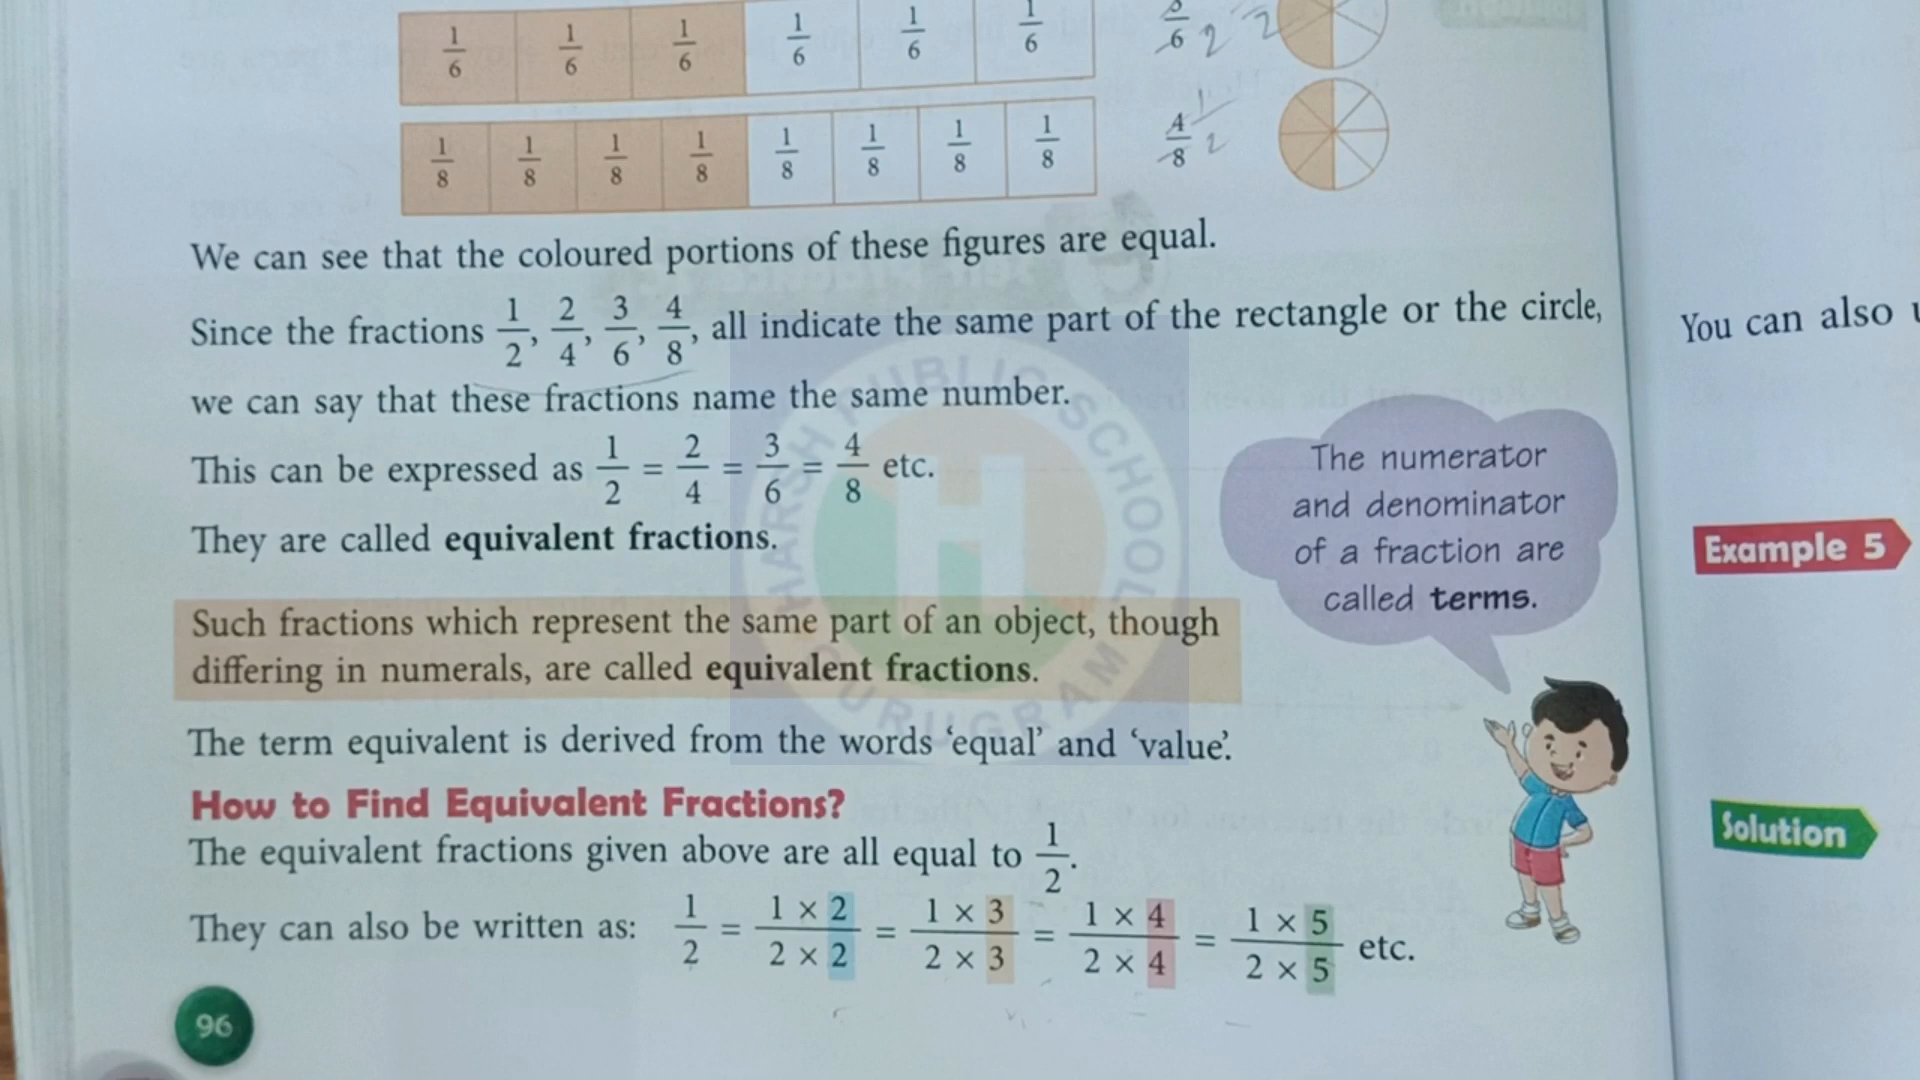 1/6 1/6 1/6 1/6 1/6 1/6 /6 2 2
1/8 1/8 1/8 1/8 1/8 1/8 1/8 1/8 4/8 1/2
We can see that the coloured portions of these figures are equal.
Since the fractions 1/2, 2/4, 3/6, 4/8, all indicate the same part of the rectangle or the circle,
we can say that these fractions name the same number.
This can be expressed as 1/2 = 2/4 = 3/6 = 4/8 etc.
They are called equivalent fractions.
Such fractions which represent the same part of an object, though
differing in numerals, are called equivalent fractions.
The term equivalent is derived from the words ‘equal’ and ‘value’.
How to Find Equivalent Fractions?
The equivalent fractions given above are all equal to 1/2.
They can also be written as: 1/2 = 1 × 2/2 × 2 = 1 × 3/2 × 3 = 1 × 4/2 × 4 = 1 × 5/2 × 5 etc.
96
The numerator
and denominator
of a fraction are
called terms.
HARSH PUBLIC SCHOOL
H
GURUGRAM
You can also
Example 5
Solution